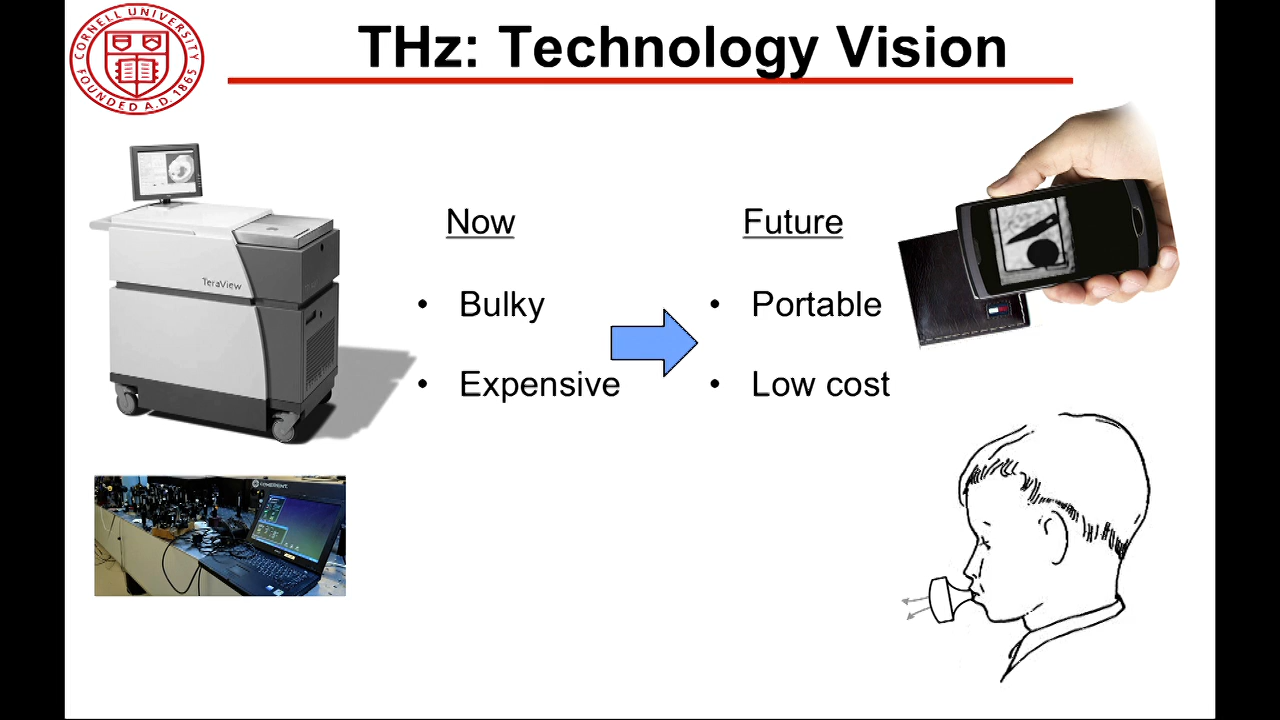 THz: Technology Vision
CORNELL UNIVERSITY
FOUNDED A.D. 1865
TeraView
Now
Future
• Bulky
• Portable
• Expensive
• Low cost